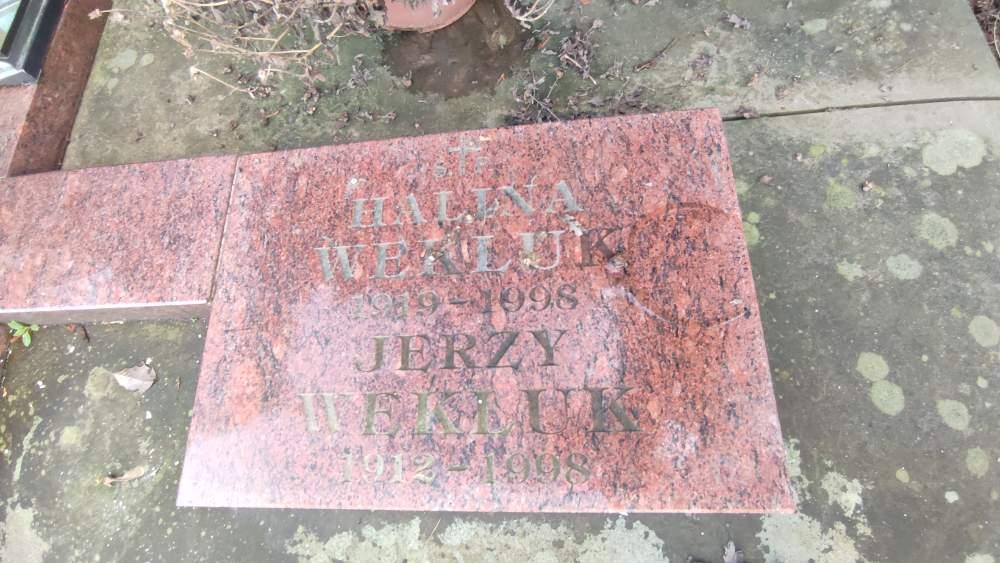 Ś † P
HALINA
WEKLUK
1919-1998
JERZY
WEKLUK
1912-1998